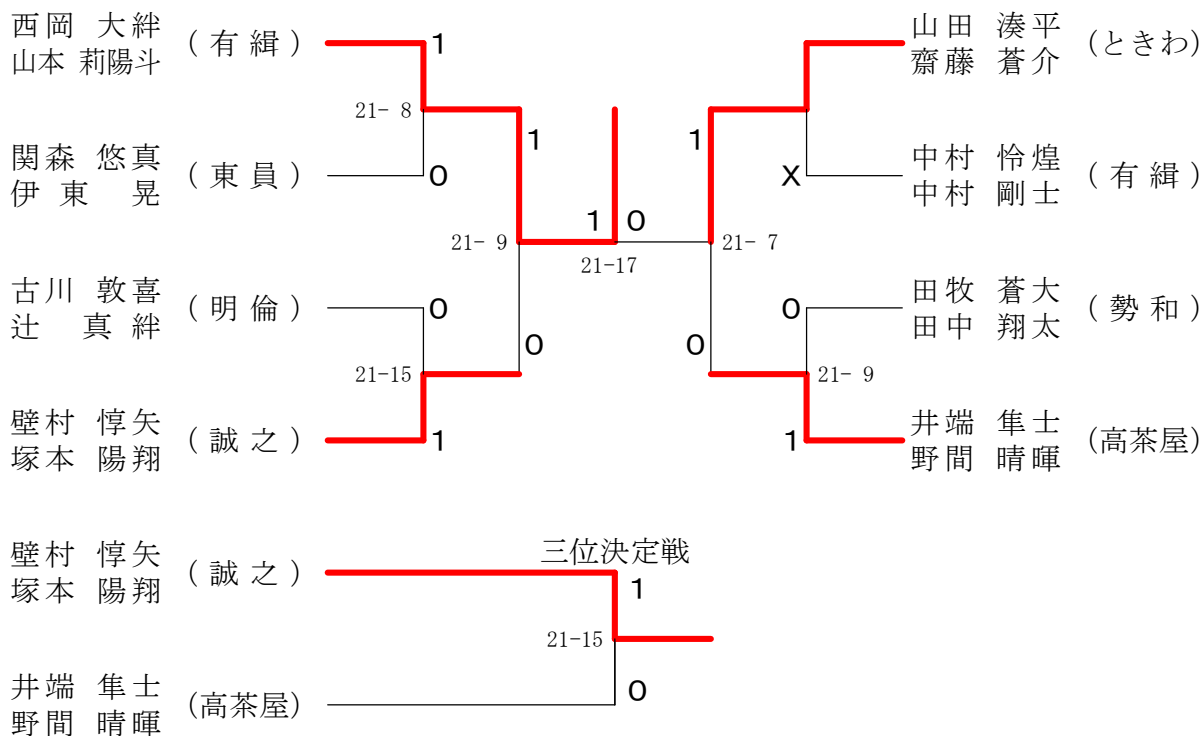 西岡 大絆
山本 莉陽斗
(有緝)
1
21- 8
関森 悠真
伊東 晃
(東員)
0
1
21- 9
古川 敦喜
辻 真絆
(明倫)
0
21-15
0
壁村 惇矢
塚本 陽翔
(誠之)
1
1 0
21-17
山田 湊平
齋藤 蒼介
(ときわ)
1
中村 怜煌
中村 剛士
(有緝)
X
21- 7
田牧 蒼大
田中 翔太
(勢和)
0
0
21- 9
井端 隼士
野間 晴暉
(高茶屋)
1
三位決定戦
壁村 惇矢
塚本 陽翔
(誠之)
1
21-15
井端 隼士
野間 晴暉
(高茶屋)
0